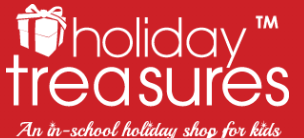 holiday™
treasures
An in-school holiday shop for kids